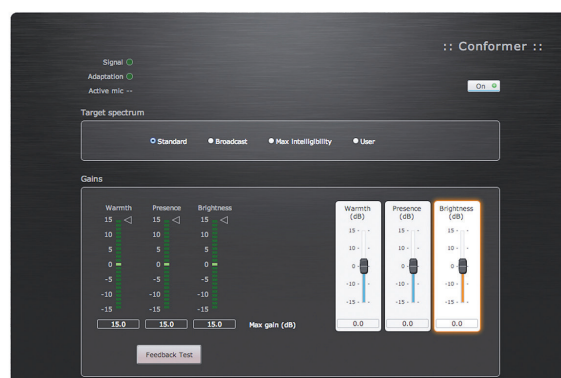 :: Conformer ::
Signal
Adaptation
Active mic --
On
Target spectrum
Standard Broadcast Max intelligibility User
Gains
Warmth Presence Brightness
15 15 15
10 10 10
5 5 5
0 0 0
-5 -5 -5
-10 -10 -10
-15 -15 -15
15.0 15.0 15.0 Max gain (dB)
Feedback Test
Warmth (dB) Presence (dB) Brightness (dB)
15 15 15
10 10 10
0 0 0
-10 -10 -10
-15 -15 -15
0.0 0.0 0.0